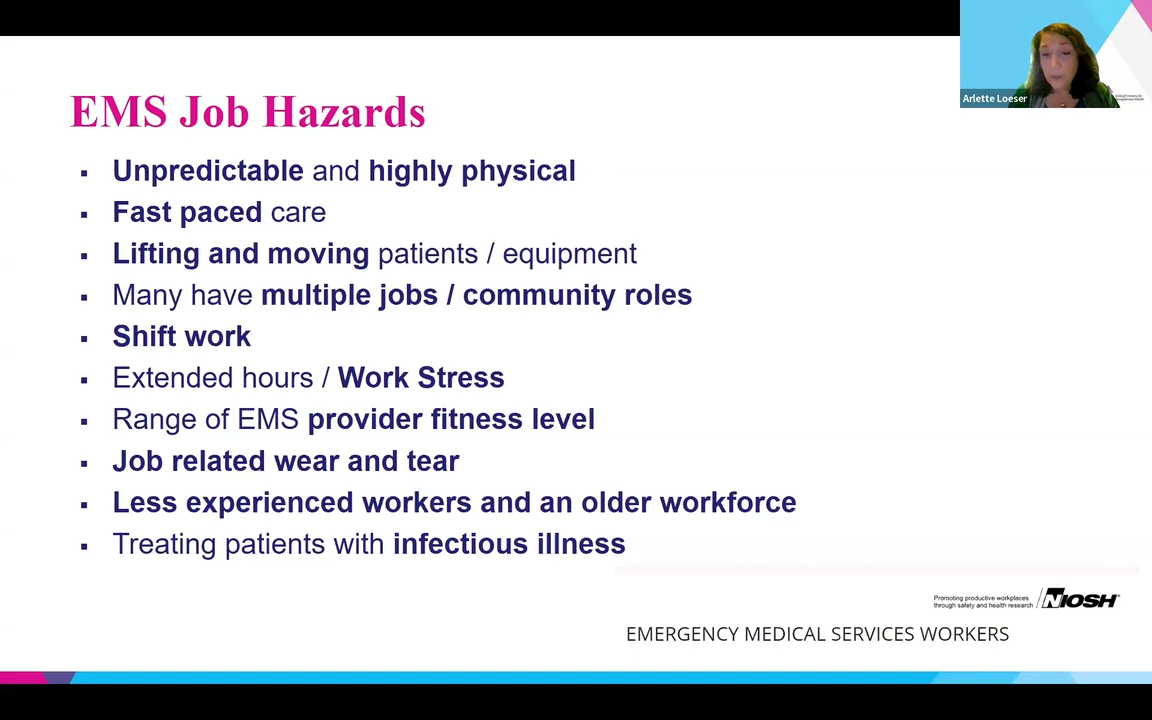 Arlette Loeser
EMS Job Hazards
▪ Unpredictable and highly physical
▪ Fast paced care
▪ Lifting and moving patients / equipment
▪ Many have multiple jobs / community roles
▪ Shift work
▪ Extended hours / Work Stress
▪ Range of EMS provider fitness level
▪ Job related wear and tear
▪ Less experienced workers and an older workforce
▪ Treating patients with infectious illness
Promoting productive workplaces
through safety and health research
NIOSH
EMERGENCY MEDICAL SERVICES WORKERS